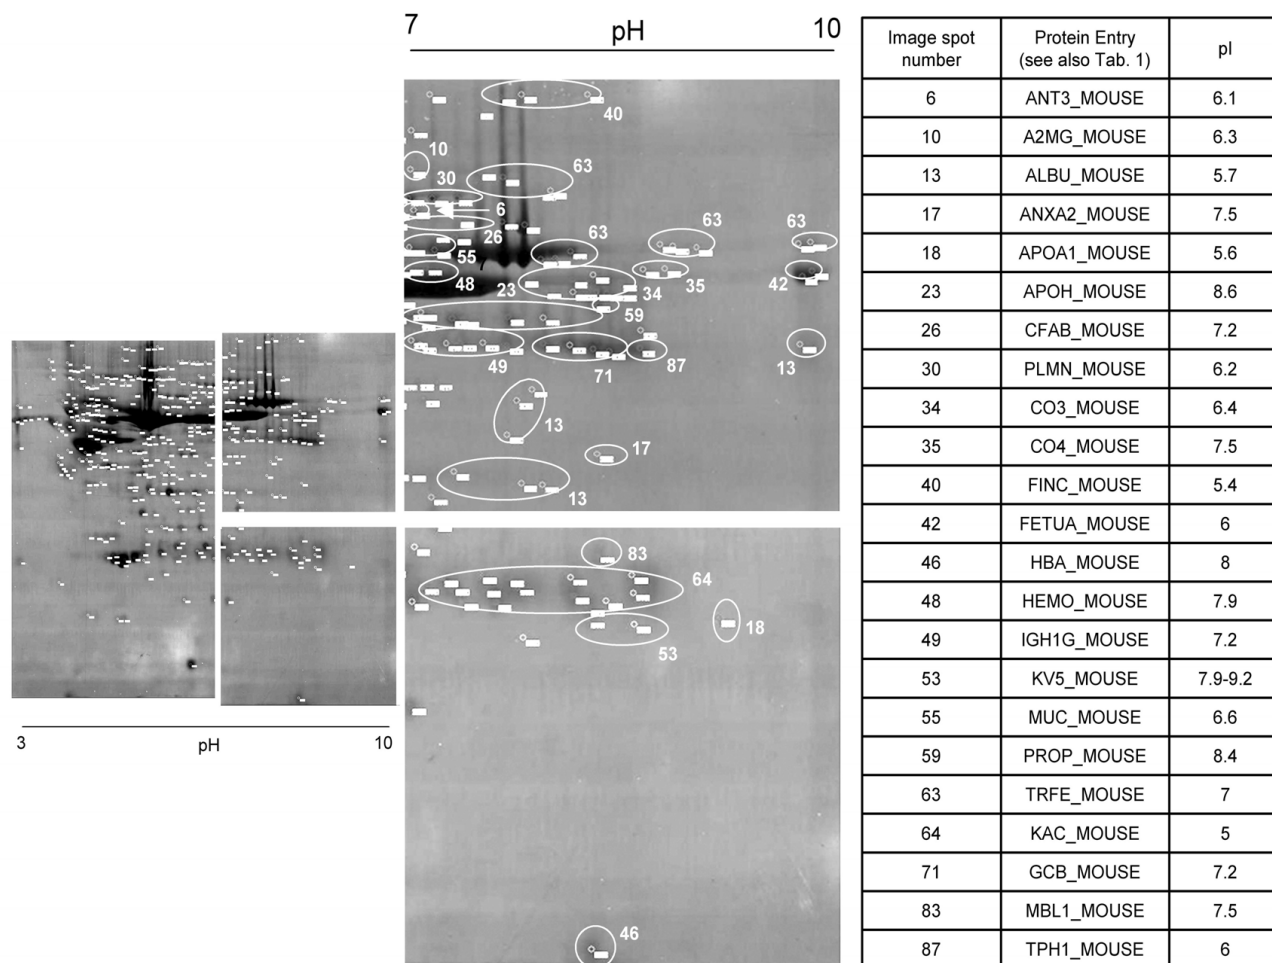 7
pH
10
40
10
63
30
6
63
63
63
26
55
48
23
34
35
42
59
49
71
87
13
13
17
13
83
64
18
53
46
3
pH
10
Image spot number | Protein Entry (see also Tab. 1) | pI
6 ANT3_MOUSE 6.1
10 A2MG_MOUSE 6.3
13 ALBU_MOUSE 5.7
17 ANXA2_MOUSE 7.5
18 APOA1_MOUSE 5.6
23 APOH_MOUSE 8.6
26 CFAB_MOUSE 7.2
30 PLMN_MOUSE 6.2
34 CO3_MOUSE 6.4
35 CO4_MOUSE 7.5
40 FINC_MOUSE 5.4
42 FETUA_MOUSE 6
46 HBA_MOUSE 8
48 HEMO_MOUSE 7.9
49 IGH1G_MOUSE 7.2
53 KV5_MOUSE 7.9-9.2
55 MUC_MOUSE 6.6
59 PROP_MOUSE 8.4
63 TRFE_MOUSE 7
64 KAC_MOUSE 5
71 GCB_MOUSE 7.2
83 MBL1_MOUSE 7.5
87 TPH1_MOUSE 6